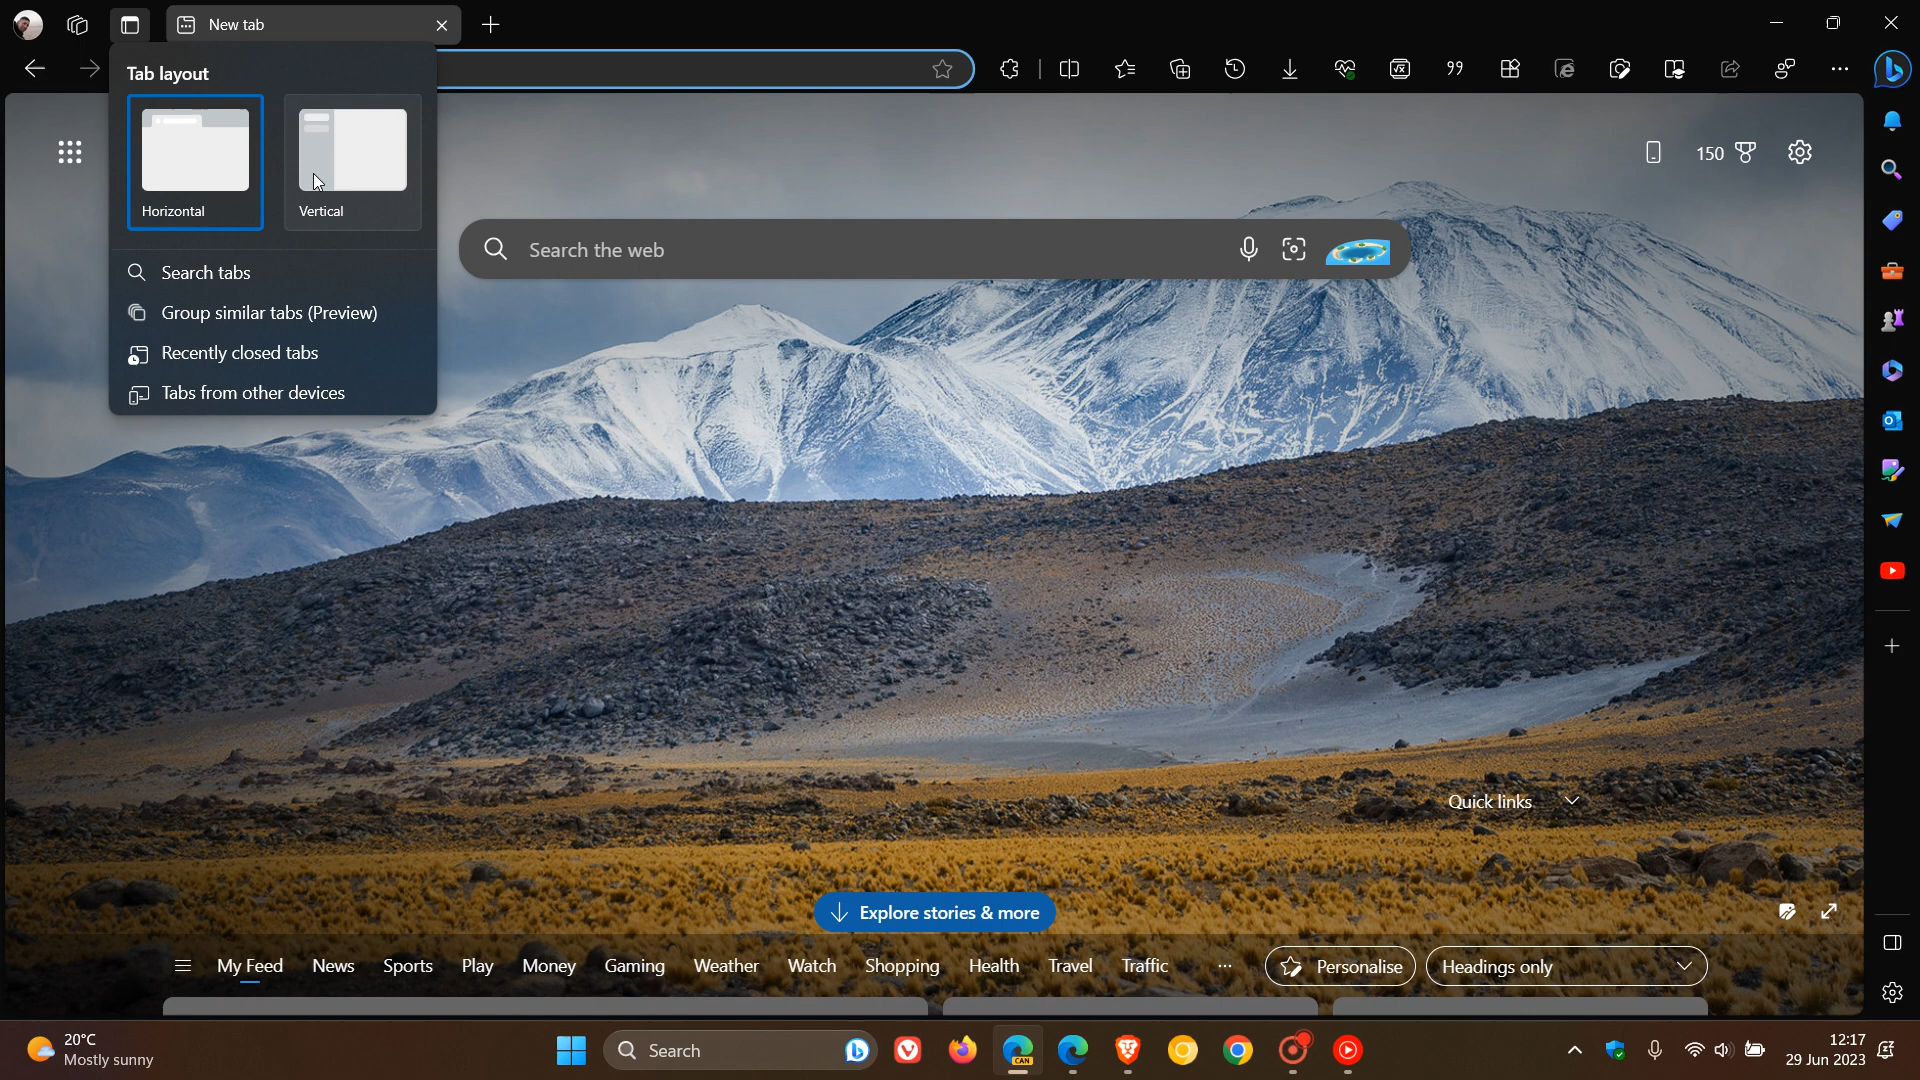 New tab
Tab layout
Horizontal
Vertical
Search tabs
Group similar tabs (Preview)
Recently closed tabs
Tabs from other devices
150
Search the web
Quick links
Explore stories & more
My Feed
News
Sports
Play
Money
Gaming
Weather
Watch
Shopping
Health
Travel
Traffic
Personalise
Headings only
20°C
Mostly sunny
Search
CAN
12:17
29 Jun 2023